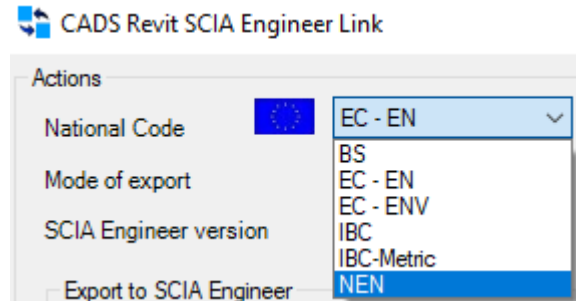 CADS Revit SCIA Engineer Link
Actions
National Code
EC - EN
BS
EC - EN
Mode of export
EC - ENV
SCIA Engineer version
IBC
IBC-Metric
Export to SCIA Engineer
NEN